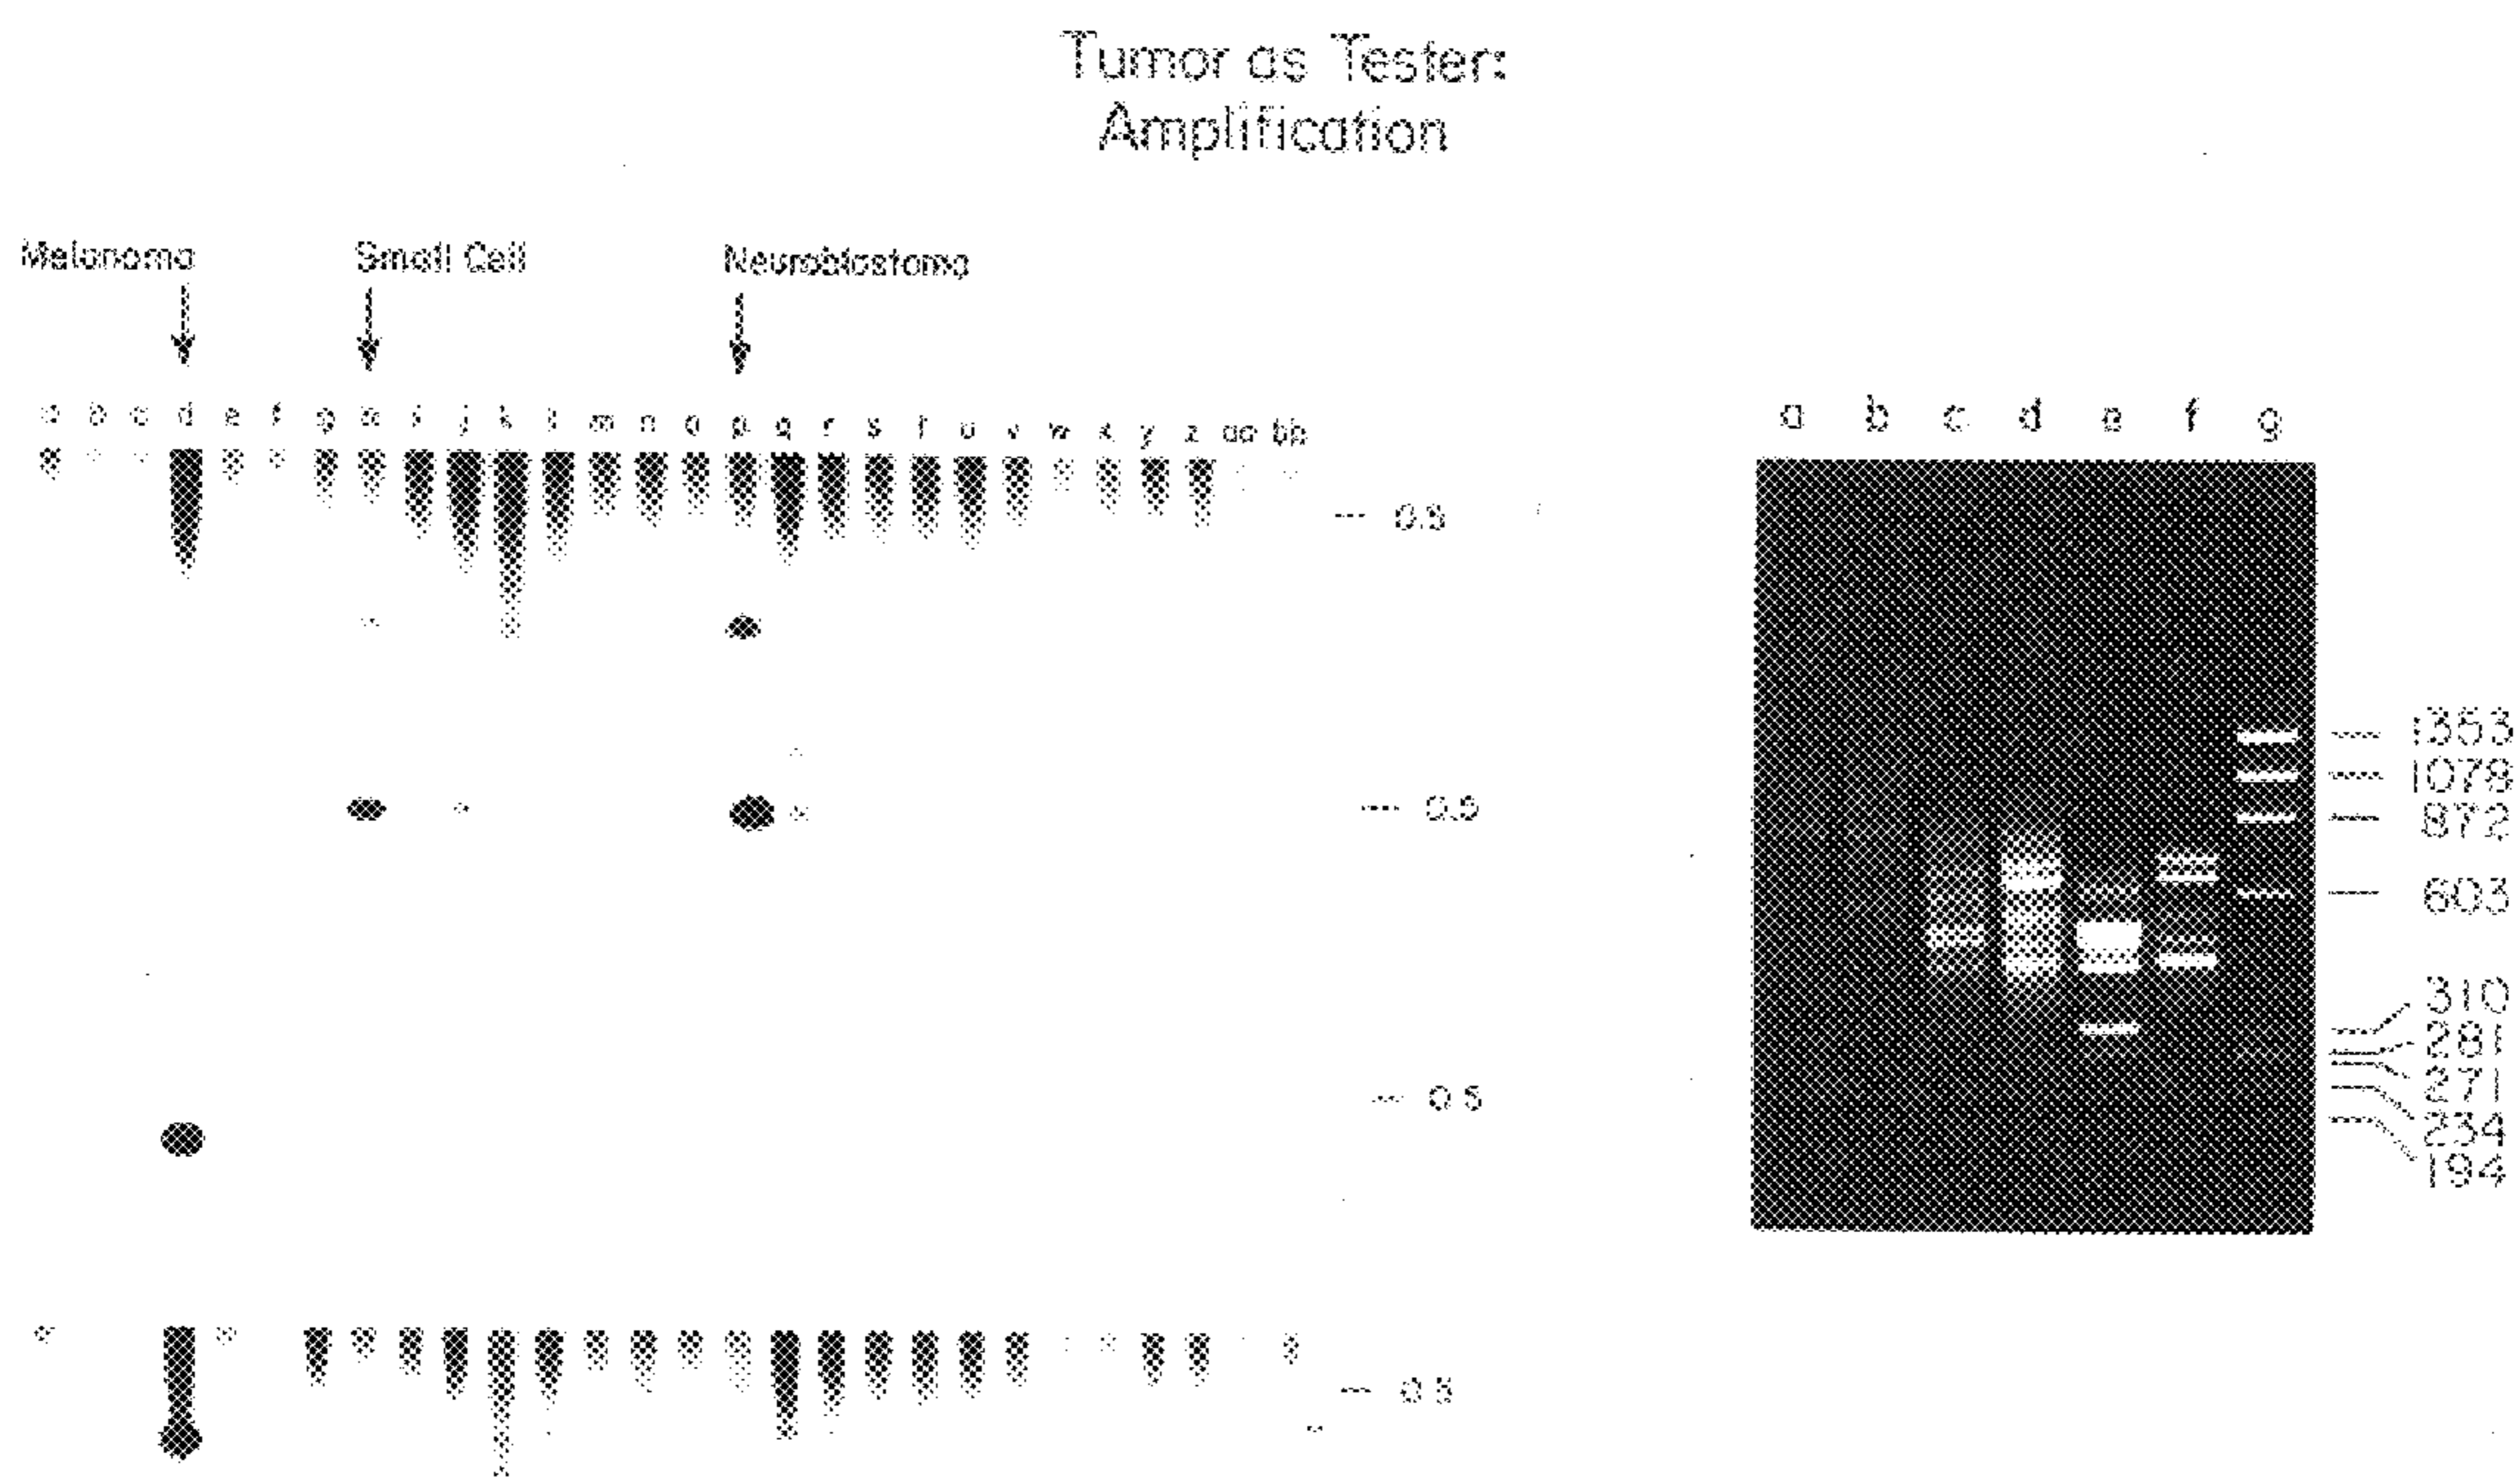 Tumor as Tester:
Amplification
Melanoma
Small Cell
Neuroblastoma
a b c d e f g h i j k l m n o p q r s t u v w x y z aa bb
0.5
0.5
0.5
0.5
a b c d e f g
1353
1078
872
603
310
281
271
234
194